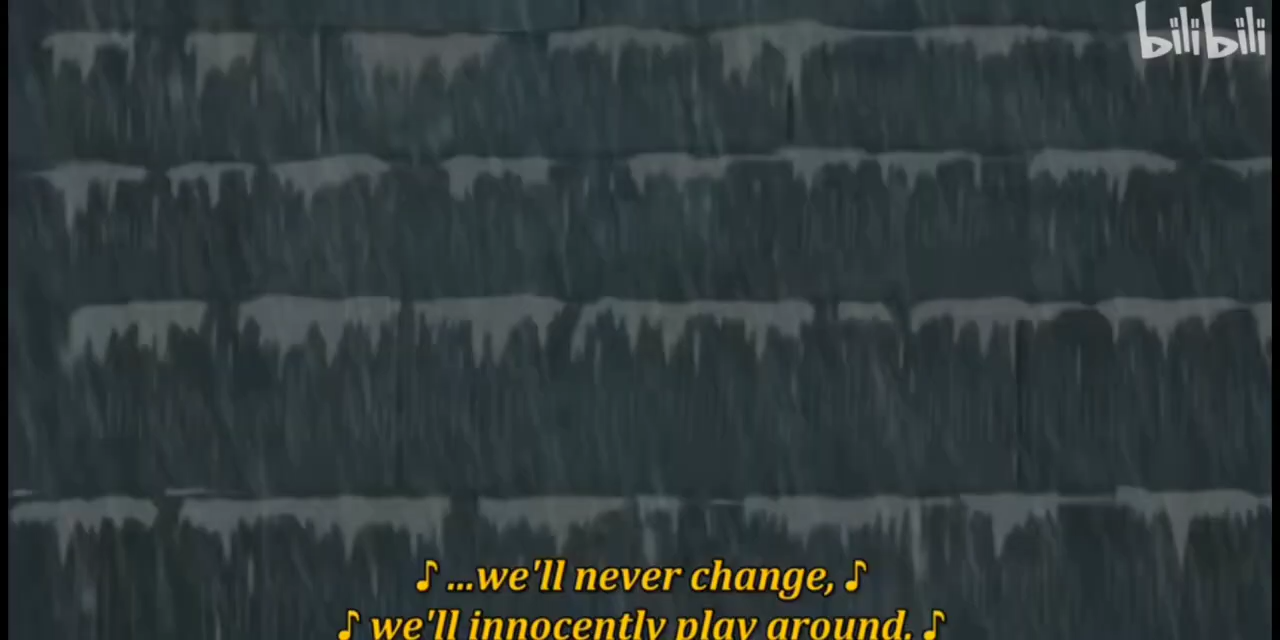 bilibili
♪ ...we'll never change, ♪
♪ we'll innocently play around. ♪